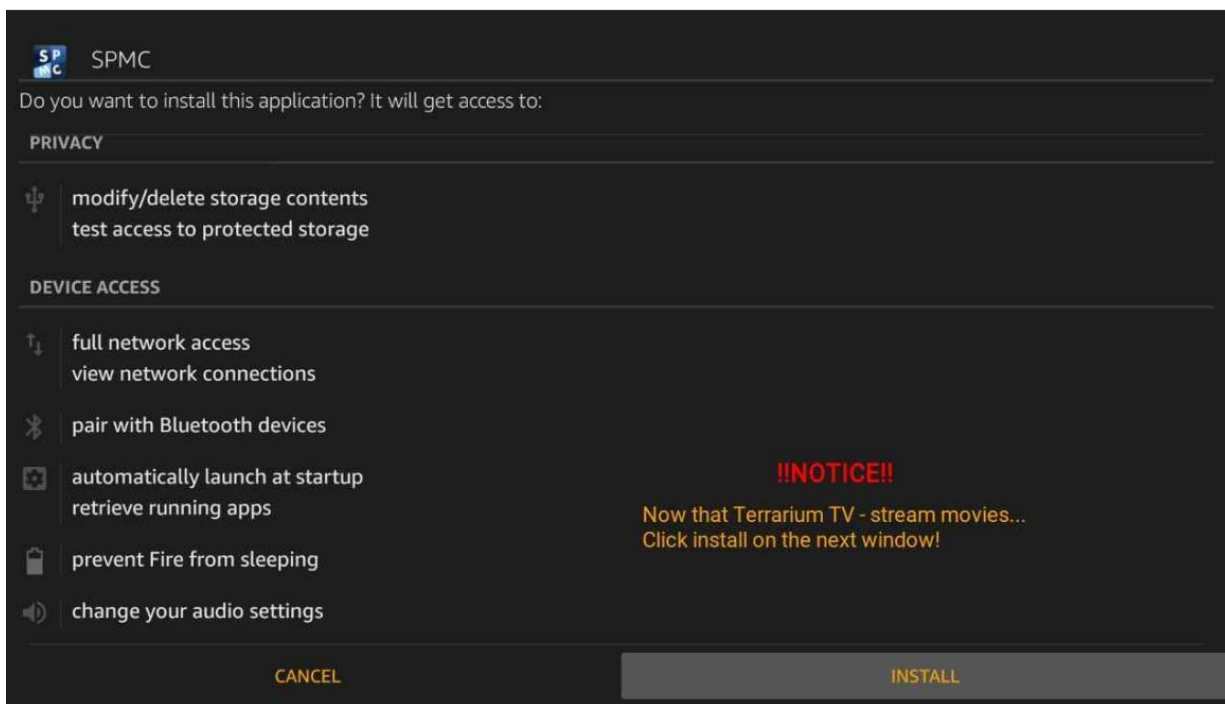 SP
MC
SPMC
Do you want to install this application? It will get access to:
PRIVACY
modify/delete storage contents
test access to protected storage
DEVICE ACCESS
full network access
view network connections
pair with Bluetooth devices
automatically launch at startup
retrieve running apps
prevent Fire from sleeping
change your audio settings
!!NOTICE!!
Now that Terrarium TV - stream movies...
Click install on the next window!
CANCEL
INSTALL